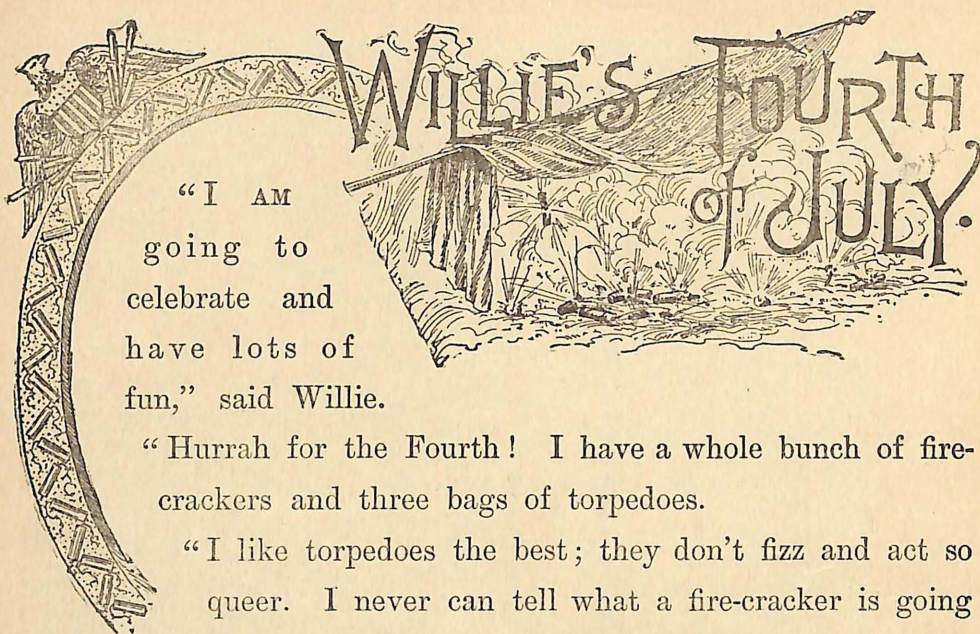 WILLIE'S FOURTH
of JULY.
"I AM
going to
celebrate and
have lots of
fun," said Willie.
"Hurrah for the Fourth! I have a whole bunch of fire-
crackers and three bags of torpedoes.
"I like torpedoes the best; they don't fizz and act so
queer. I never can tell what a fire-cracker is going